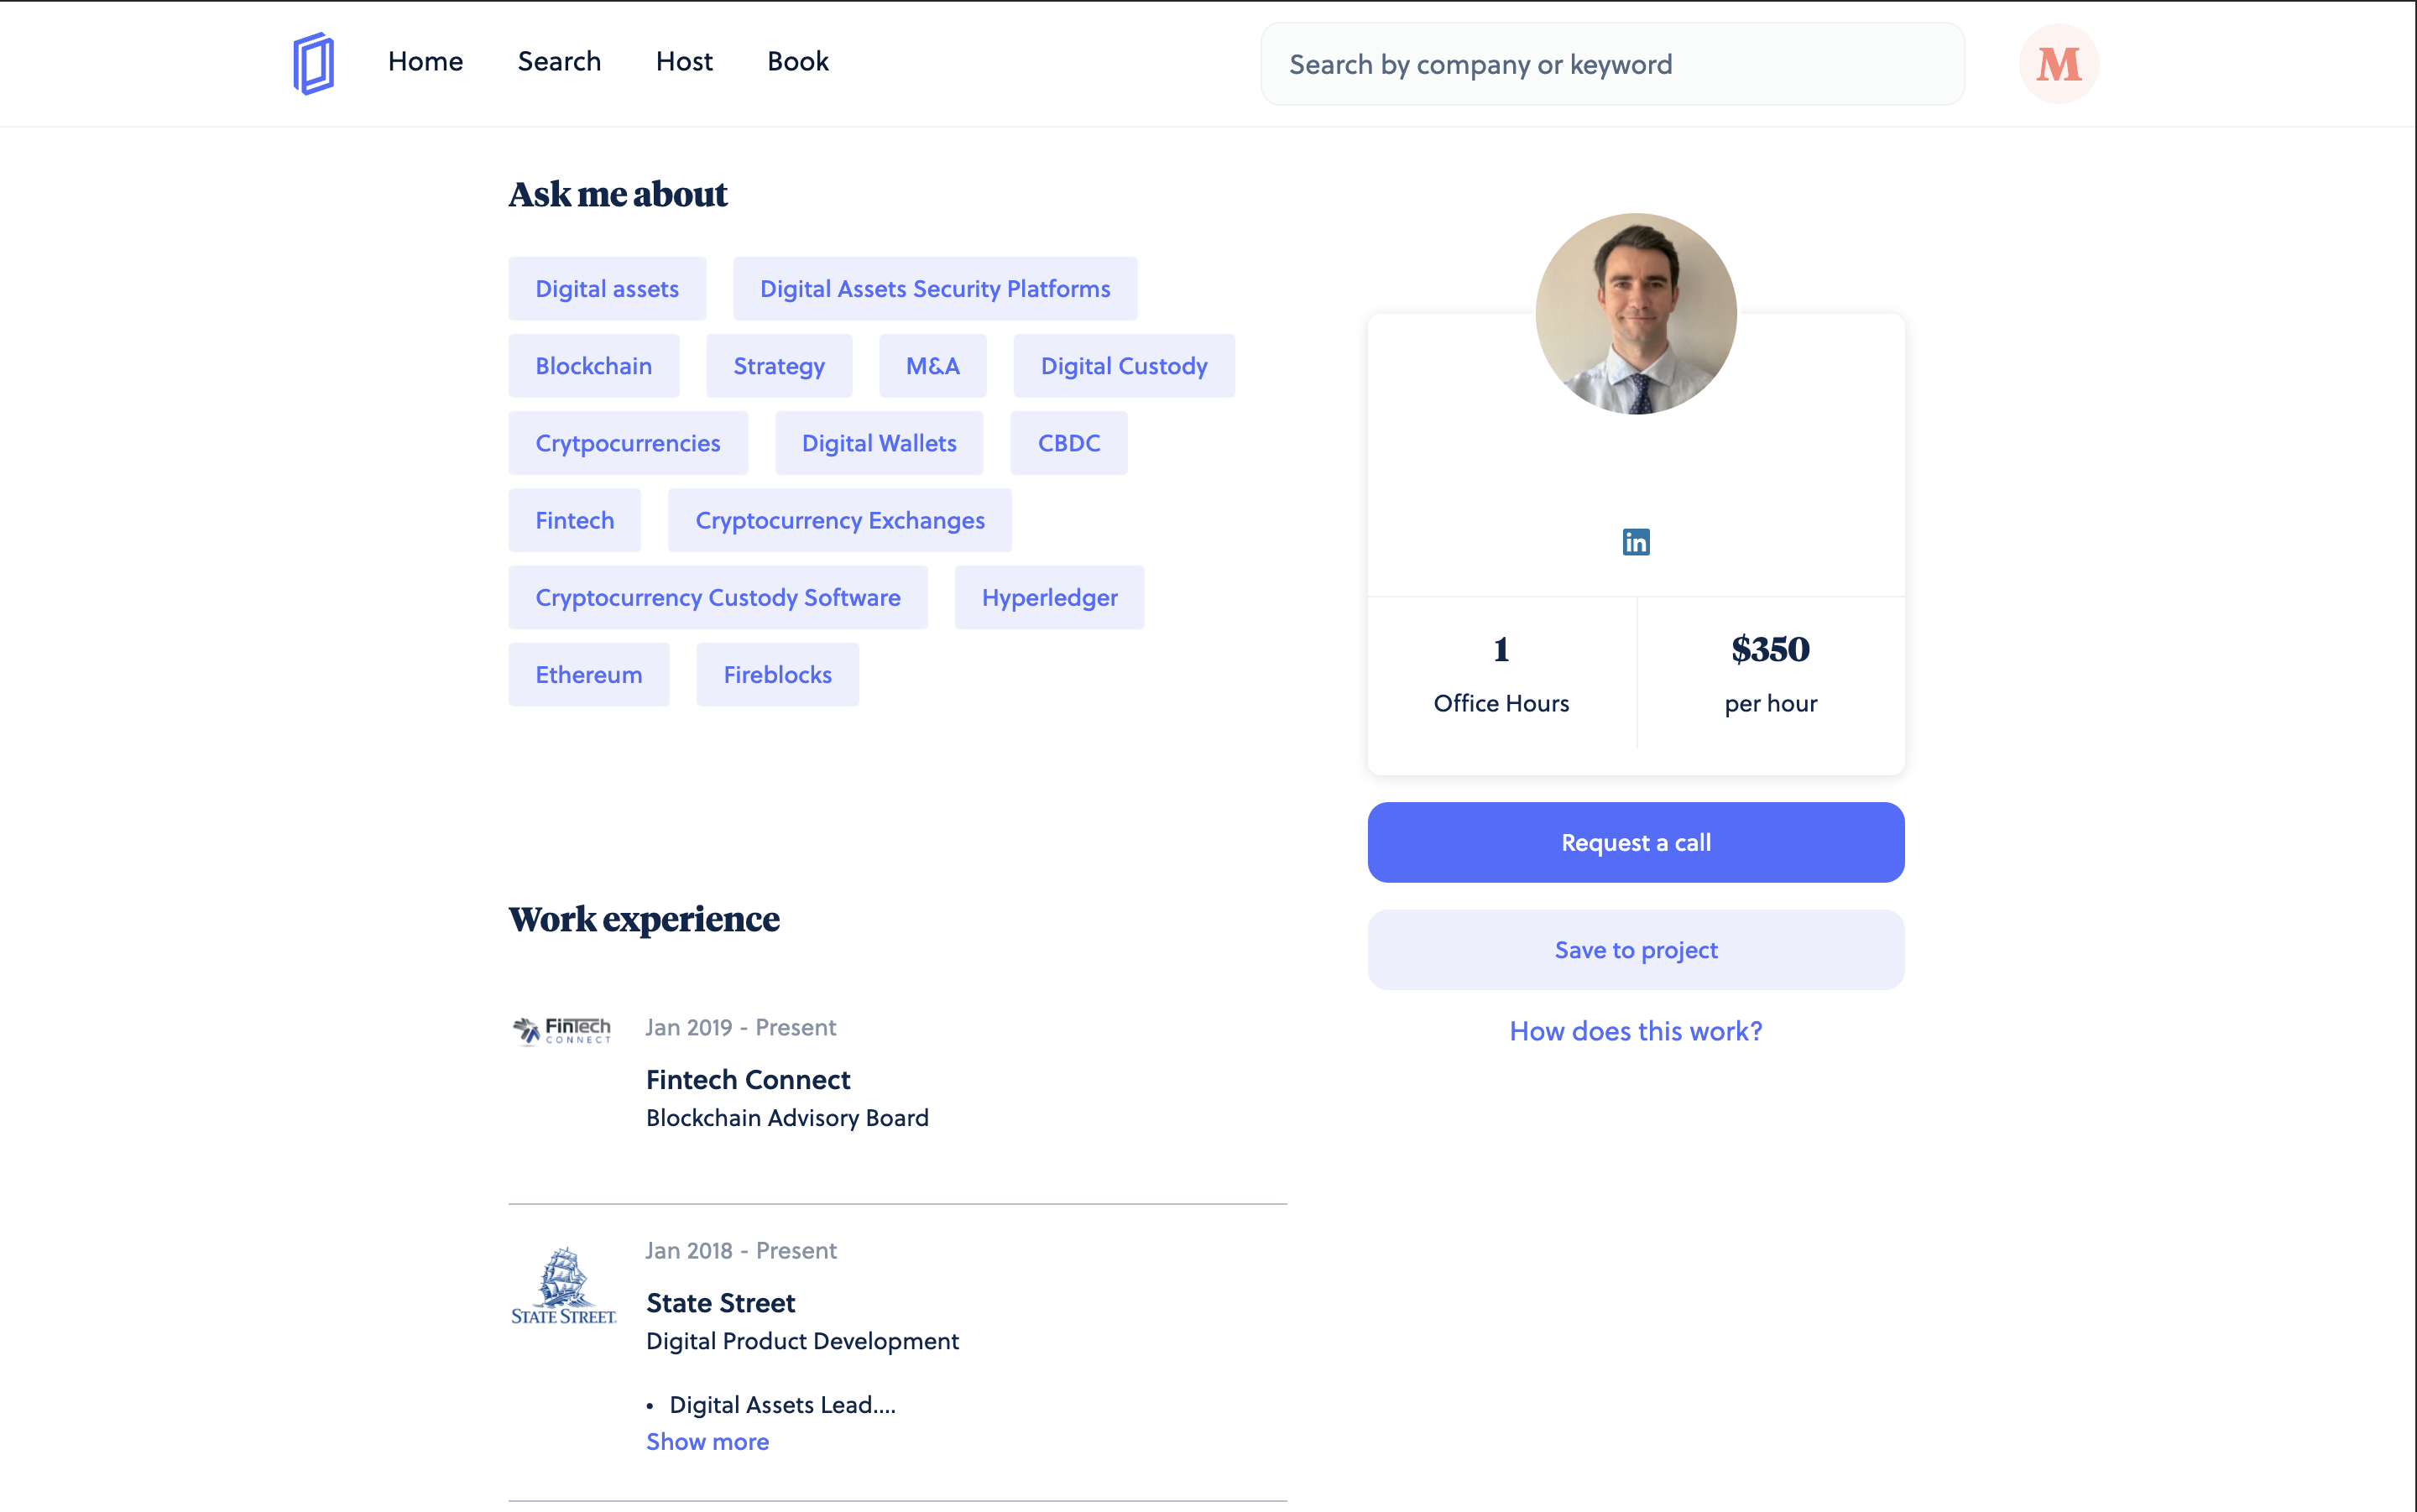 Home Search Host Book
Search by company or keyword
M
Ask me about
Digital assets Digital Assets Security Platforms
Blockchain Strategy M&A Digital Custody
Crytpocurrencies Digital Wallets CBDC
Fintech Cryptocurrency Exchanges
Cryptocurrency Custody Software Hyperledger
Ethereum Fireblocks
in
1
Office Hours
$350
per hour
Request a call
Save to project
How does this work?
Work experience
FinTech
CONNECT
Jan 2019 - Present
Fintech Connect
Blockchain Advisory Board
STATE STREET.
Jan 2018 - Present
State Street
Digital Product Development
• Digital Assets Lead....
Show more